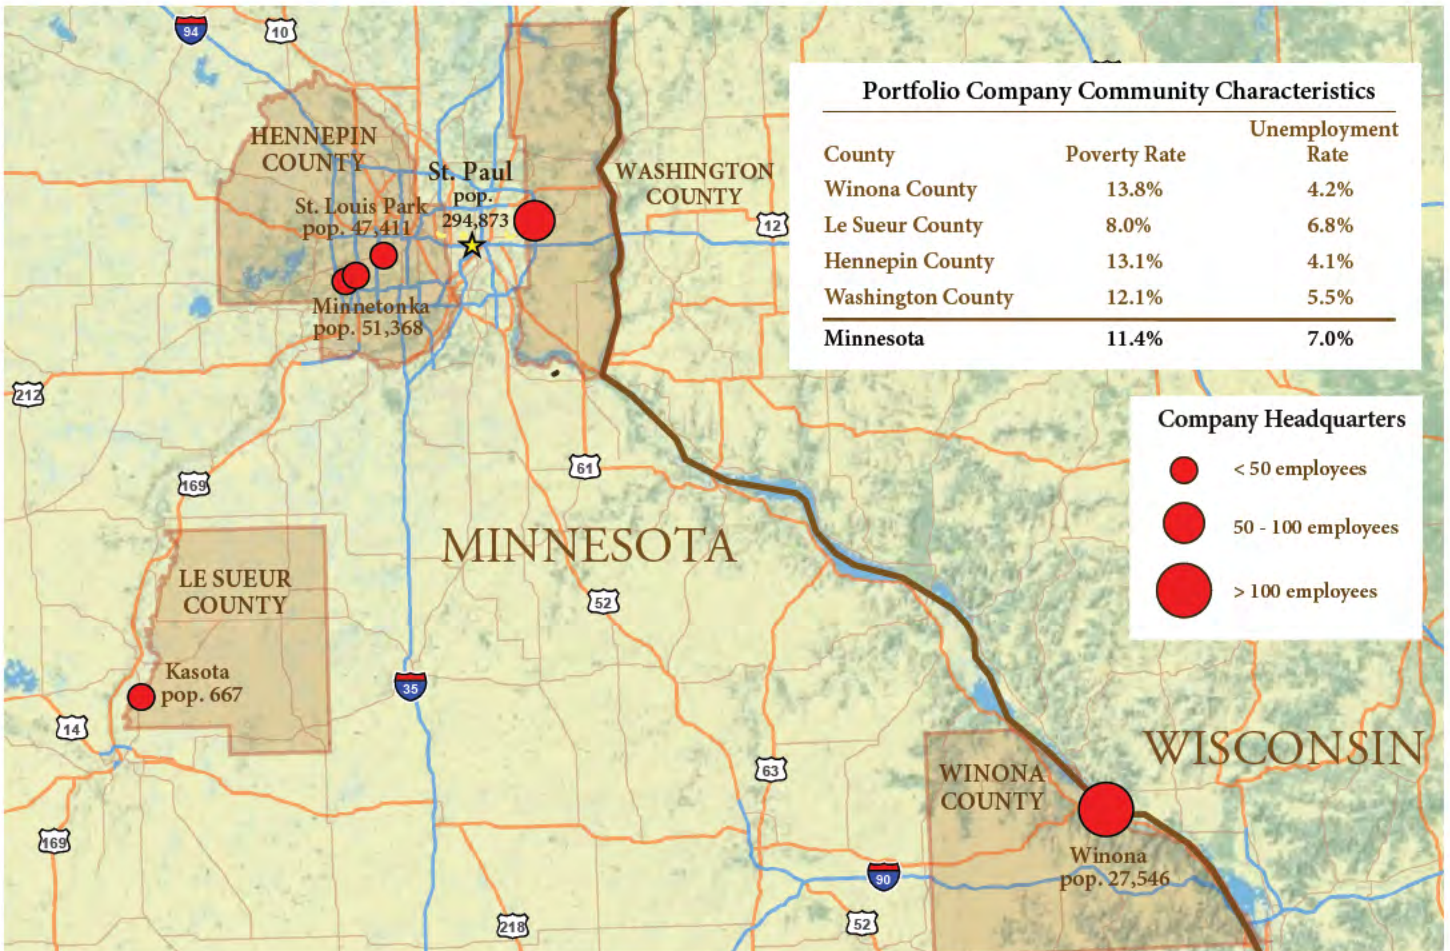 94
10
HENNEPIN
COUNTY
St. Paul
pop.
294,873
St. Louis Park
pop. 47,411
Minnetonka
pop. 51,368
WASHINGTON
COUNTY
12
Portfolio Company Community Characteristics
County Poverty Rate Unemployment Rate
Winona County 13.8% 4.2%
Le Sueur County 8.0% 6.8%
Hennepin County 13.1% 4.1%
Washington County 12.1% 5.5%
Minnesota 11.4% 7.0%
212
Company Headquarters
< 50 employees
50 - 100 employees
> 100 employees
169
61
MINNESOTA
LE SUEUR
COUNTY
52
Kasota
pop. 667
35
14
63
WISCONSIN
WINONA
COUNTY
169
Winona
pop. 27,546
90
218
52